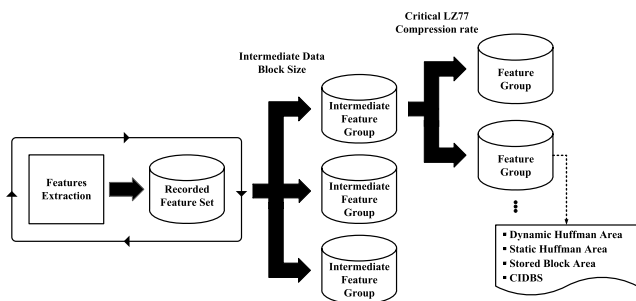 Critical LZ77
Compression rate
Intermediate Data
Block Size
Features
Extraction
Recorded
Feature Set
Intermediate
Feature
Group
Intermediate
Feature
Group
Intermediate
Feature
Group
Feature
Group
Feature
Group
▪ Dynamic Huffman Area
▪ Static Huffman Area
▪ Stored Block Area
▪ CIDBS